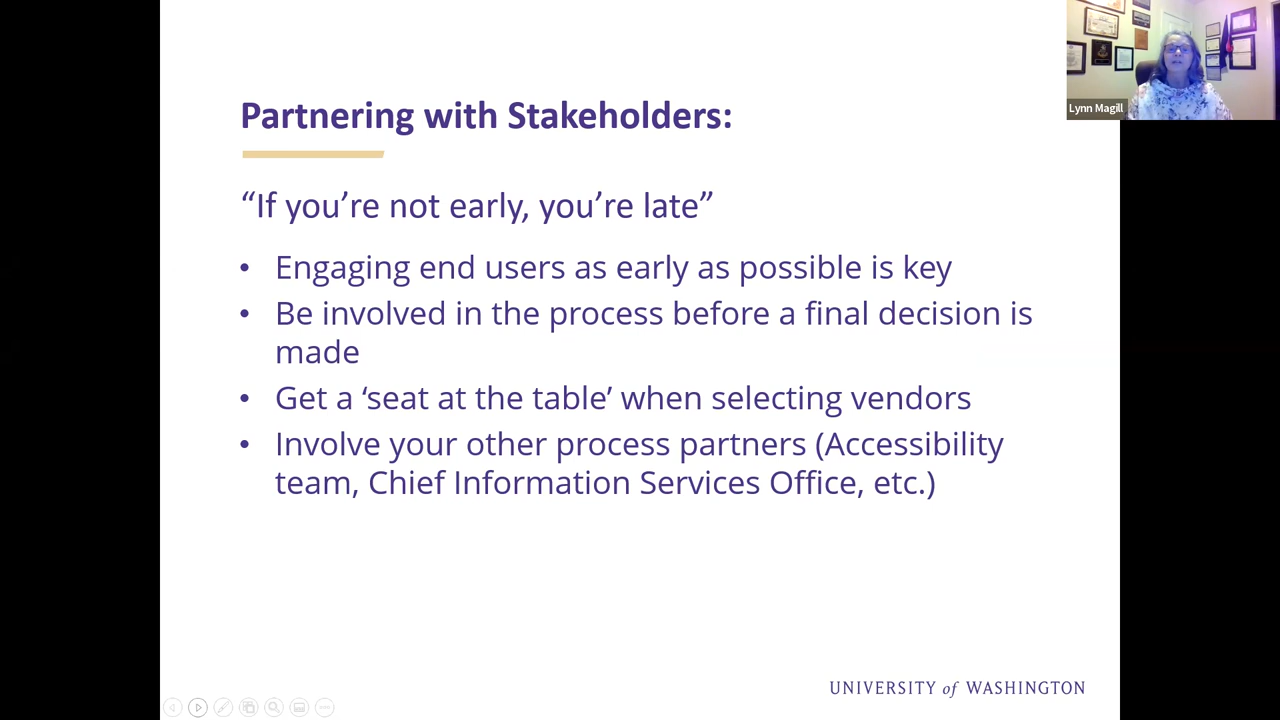 Partnering with Stakeholders:
Lynn Magill
“If you’re not early, you’re late”
• Engaging end users as early as possible is key
• Be involved in the process before a final decision is
made
• Get a ‘seat at the table’ when selecting vendors
• Involve your other process partners (Accessibility
team, Chief Information Services Office, etc.)
UNIVERSITY of WASHINGTON